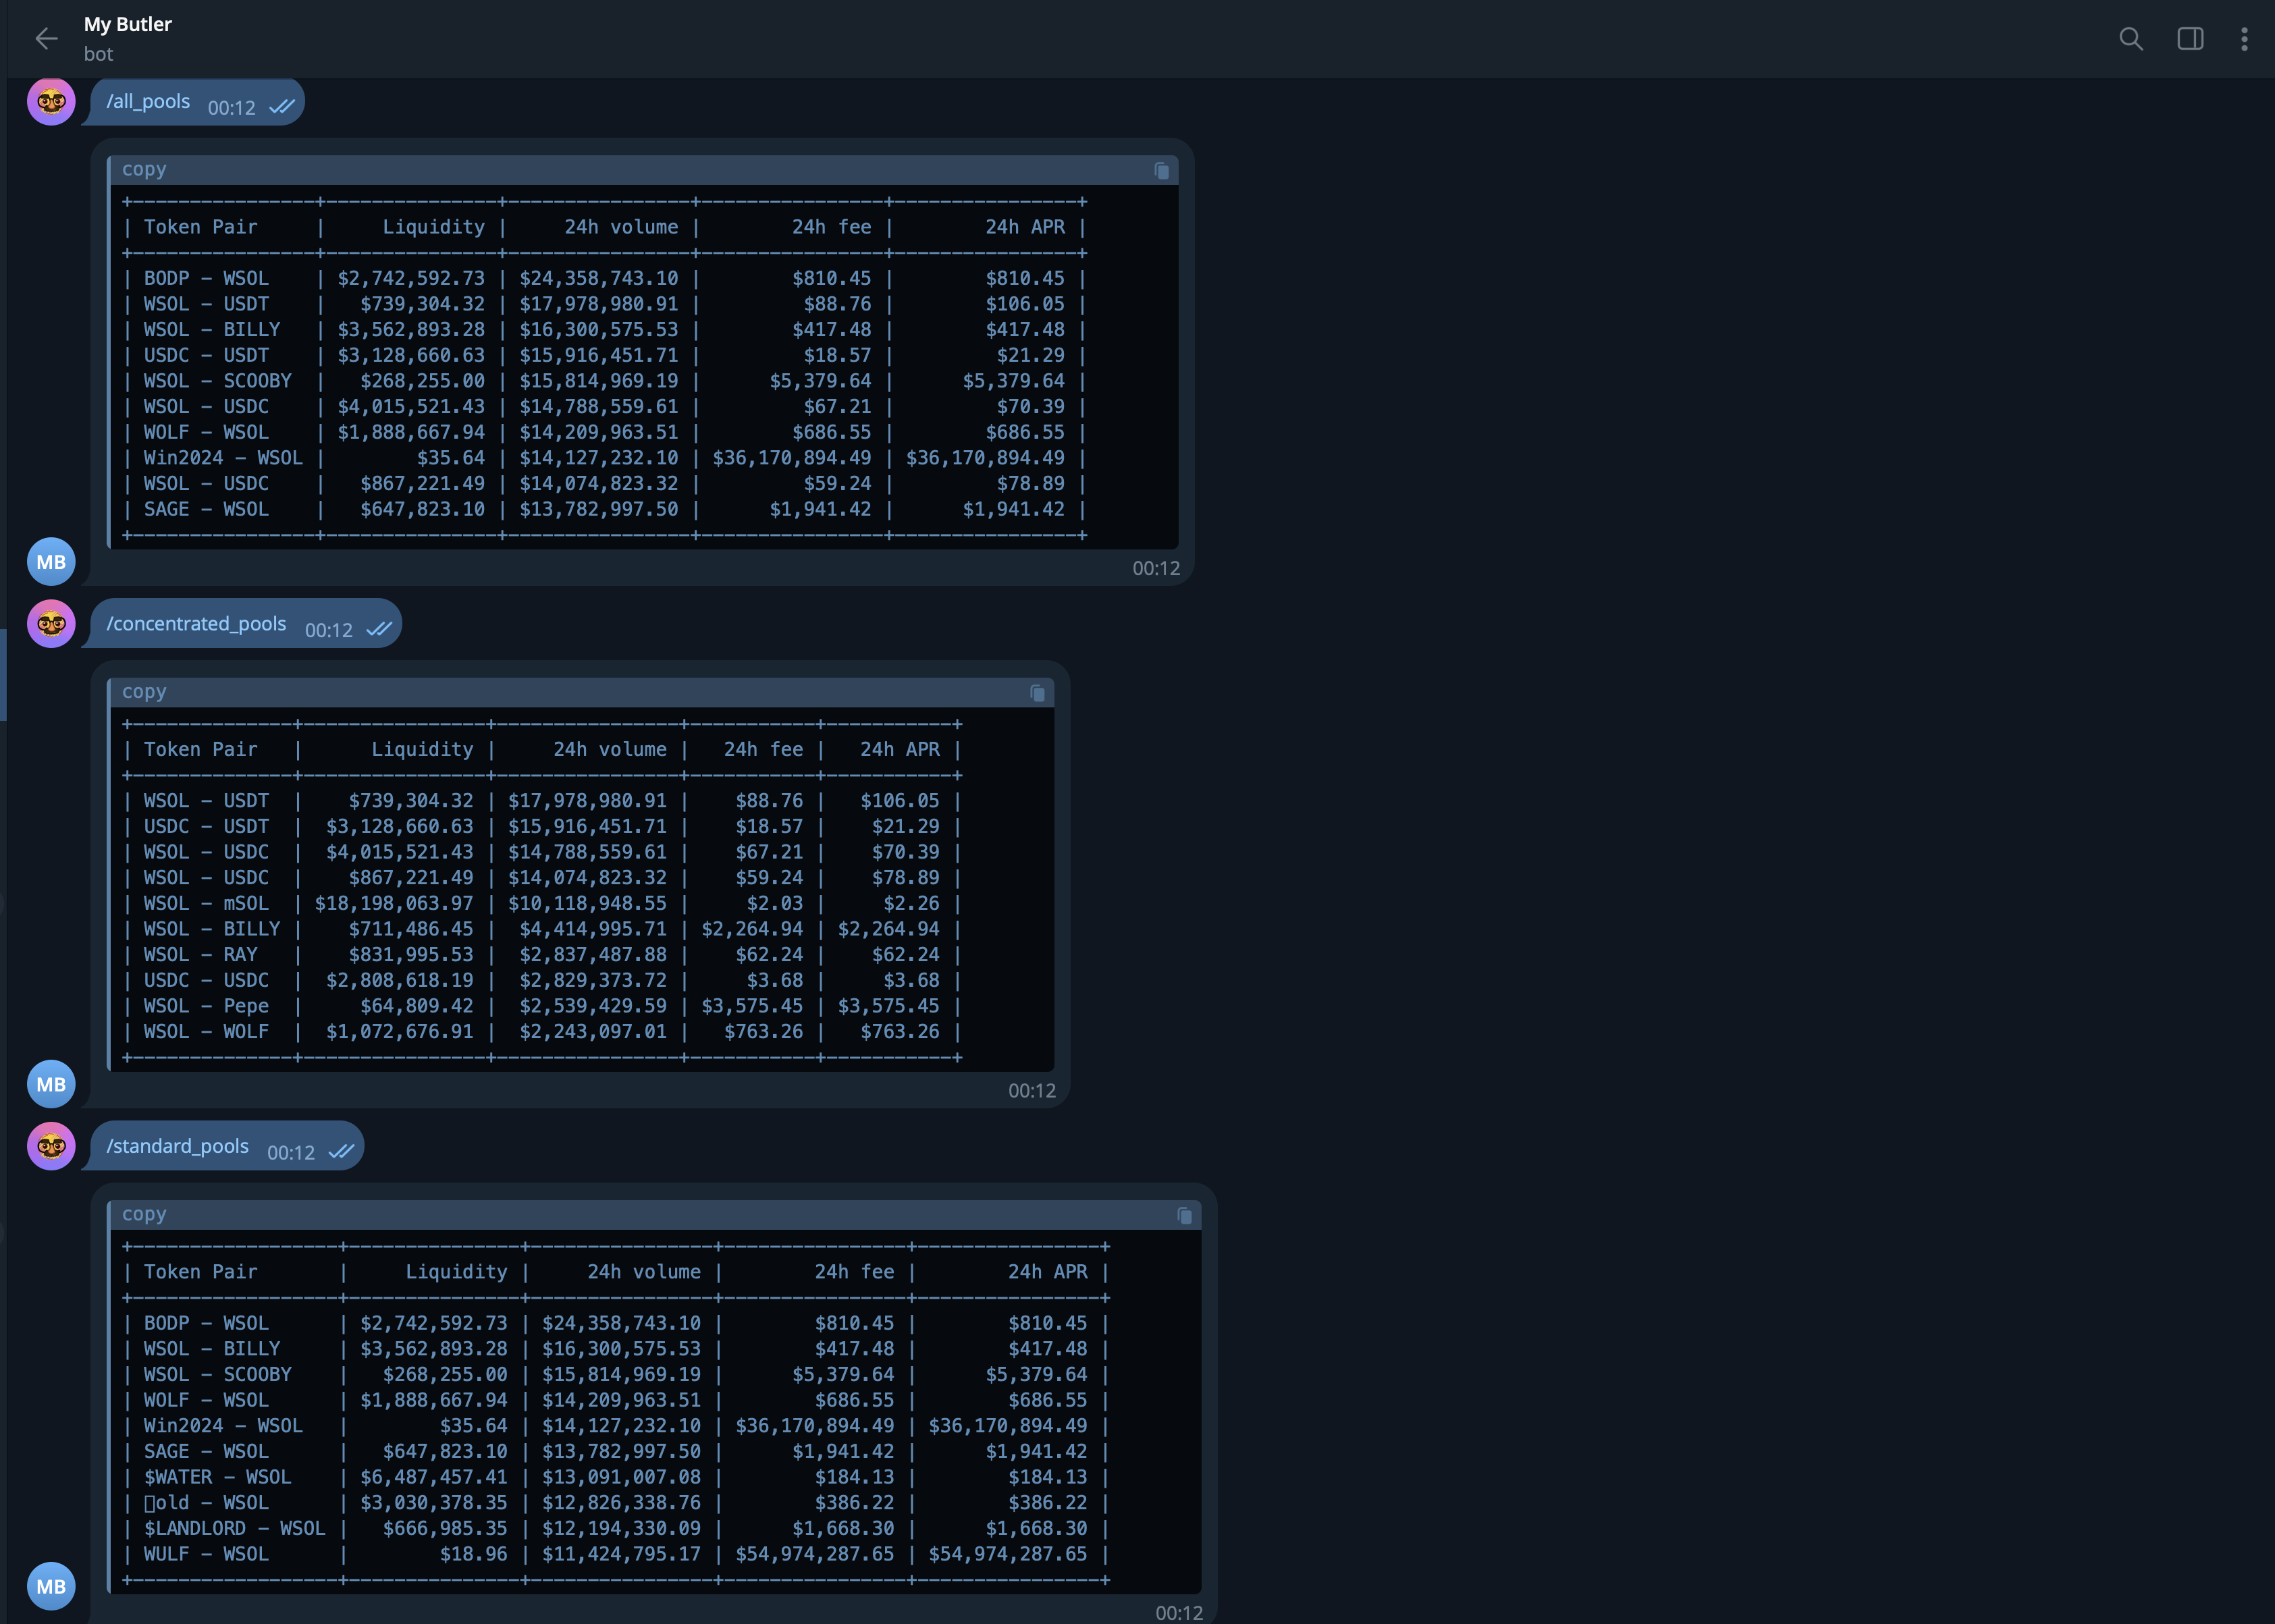 My Butler
bot
/all_pools 00:12
copy
+----------------+---------------+----------------+----------------+----------------+
| Token Pair     |     Liquidity |     24h volume |        24h fee |        24h APR |
+----------------+---------------+----------------+----------------+----------------+
| BODP - WSOL    | $2,742,592.73 | $24,358,743.10 |        $810.45 |        $810.45 |
| WSOL - USDT    |   $739,304.32 | $17,978,980.91 |         $88.76 |        $106.05 |
| WSOL - BILLY   | $3,562,893.28 | $16,300,575.53 |        $417.48 |        $417.48 |
| USDC - USDT    | $3,128,660.63 | $15,916,451.71 |         $18.57 |         $21.29 |
| WSOL - SCOOBY  |   $268,255.00 | $15,814,969.19 |      $5,379.64 |      $5,379.64 |
| WSOL - USDC    | $4,015,521.43 | $14,788,559.61 |         $67.21 |         $70.39 |
| WOLF - WSOL    | $1,888,667.94 | $14,209,963.51 |        $686.55 |        $686.55 |
| Win2024 - WSOL |        $35.64 | $14,127,232.10 | $36,170,894.49 | $36,170,894.49 |
| WSOL - USDC    |   $867,221.49 | $14,074,823.32 |         $59.24 |         $78.89 |
| SAGE - WSOL    |   $647,823.10 | $13,782,997.50 |      $1,941.42 |      $1,941.42 |
+----------------+---------------+----------------+----------------+----------------+
MB
00:12
/concentrated_pools 00:12
copy
+--------------+----------------+----------------+-----------+-----------+
| Token Pair   |      Liquidity |     24h volume |   24h fee |   24h APR |
+--------------+----------------+----------------+-----------+-----------+
| WSOL - USDT  |    $739,304.32 | $17,978,980.91 |    $88.76 |   $106.05 |
| USDC - USDT  |  $3,128,660.63 | $15,916,451.71 |    $18.57 |    $21.29 |
| WSOL - USDC  |  $4,015,521.43 | $14,788,559.61 |    $67.21 |    $70.39 |
| WSOL - USDC  |    $867,221.49 | $14,074,823.32 |    $59.24 |    $78.89 |
| WSOL - mSOL  | $18,198,063.97 | $10,118,948.55 |     $2.03 |     $2.26 |
| WSOL - BILLY |    $711,486.45 |  $4,414,995.71 | $2,264.94 | $2,264.94 |
| WSOL - RAY   |    $831,995.53 |  $2,837,487.88 |    $62.24 |    $62.24 |
| USDC - USDC  |  $2,808,618.19 |  $2,829,373.72 |     $3.68 |     $3.68 |
| WSOL - Pepe  |     $64,809.42 |  $2,539,429.59 | $3,575.45 | $3,575.45 |
| WSOL - WOLF  |  $1,072,676.91 |  $2,243,097.01 |   $763.26 |   $763.26 |
+--------------+----------------+----------------+-----------+-----------+
MB
00:12
/standard_pools 00:12
copy
+------------------+---------------+----------------+----------------+----------------+
| Token Pair       |     Liquidity |     24h volume |        24h fee |        24h APR |
+------------------+---------------+----------------+----------------+----------------+
| BODP - WSOL      | $2,742,592.73 | $24,358,743.10 |        $810.45 |        $810.45 |
| WSOL - BILLY     | $3,562,893.28 | $16,300,575.53 |        $417.48 |        $417.48 |
| WSOL - SCOOBY    |   $268,255.00 | $15,814,969.19 |      $5,379.64 |      $5,379.64 |
| WOLF - WSOL      | $1,888,667.94 | $14,209,963.51 |        $686.55 |        $686.55 |
| Win2024 - WSOL   |        $35.64 | $14,127,232.10 | $36,170,894.49 | $36,170,894.49 |
| SAGE - WSOL      |   $647,823.10 | $13,782,997.50 |      $1,941.42 |      $1,941.42 |
| $WATER - WSOL    | $6,487,457.41 | $13,091,007.08 |        $184.13 |        $184.13 |
| ▯old - WSOL      | $3,030,378.35 | $12,826,338.76 |        $386.22 |        $386.22 |
| $LANDLORD - WSOL |   $666,985.35 | $12,194,330.09 |      $1,668.30 |      $1,668.30 |
| WULF - WSOL      |        $18.96 | $11,424,795.17 | $54,974,287.65 | $54,974,287.65 |
+------------------+---------------+----------------+----------------+----------------+
MB
00:12